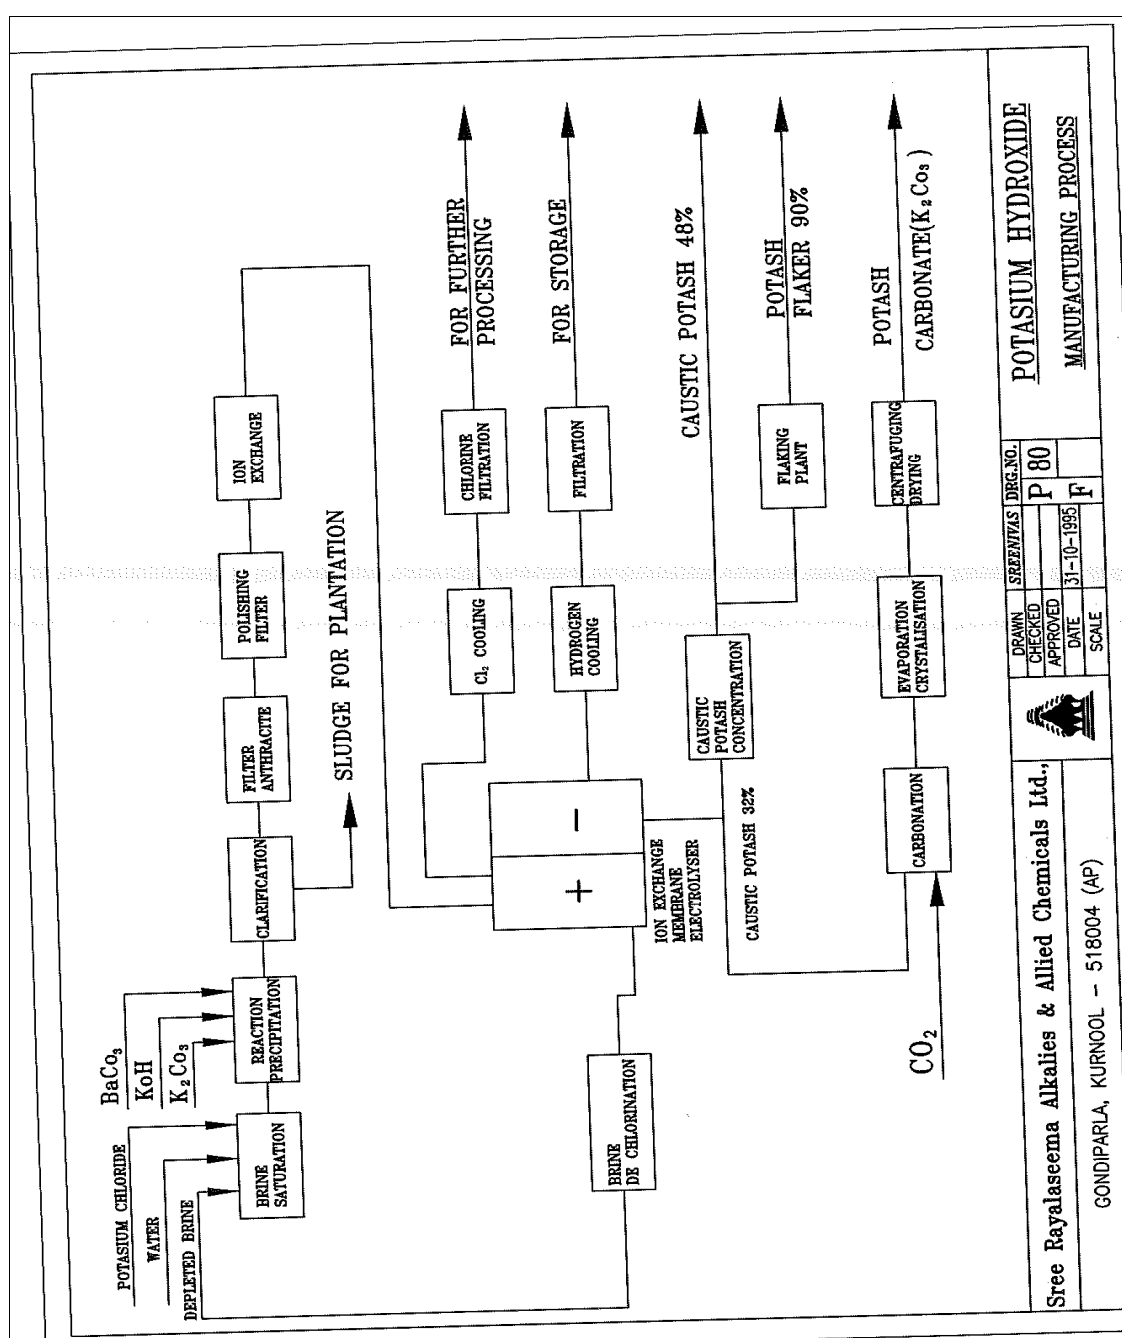 POTASIUM CHLORIDE
WATER
DEPLETED BRINE
BRINE
SATURATION
BaCo₃
KoH
K₂Co₃
REACTION
PRECIPITATION
CLARIFICATION
SLUDGE FOR PLANTATION
FILTER
ANTHRACITE
POLISHING
FILTER
ION
EXCHANGE
Cl₂ COOLING
CHLORINE
FILTRATION
FOR FURTHER
PROCESSING
HYDROGEN
COOLING
FILTRATION
FOR STORAGE
+
−
ION EXCHANGE
MEMBRANE
ELECTROLYSER
BRINE
DE CHLORINATION
CAUSTIC POTASH 32%
CAUSTIC
POTASH
CONCENTRATION
CAUSTIC POTASH 48%
FLAKING
PLANT
POTASH
FLAKER 90%
CO₂
CARBONATION
EVAPORATION
CRYSTALISATION
CENTRAFUGING
DRYING
POTASH
CARBONATE(K₂Co₃)
Sree Rayalaseema Alkalies & Allied Chemicals Ltd.,
GONDIPARLA, KURNOOL – 518004 (AP)
DRAWN SREENIVAS DRG.NO.
CHECKED P 80
APPROVED
DATE 31-10-1995 F
SCALE
POTASIUM HYDROXIDE
MANUFACTURING PROCESS